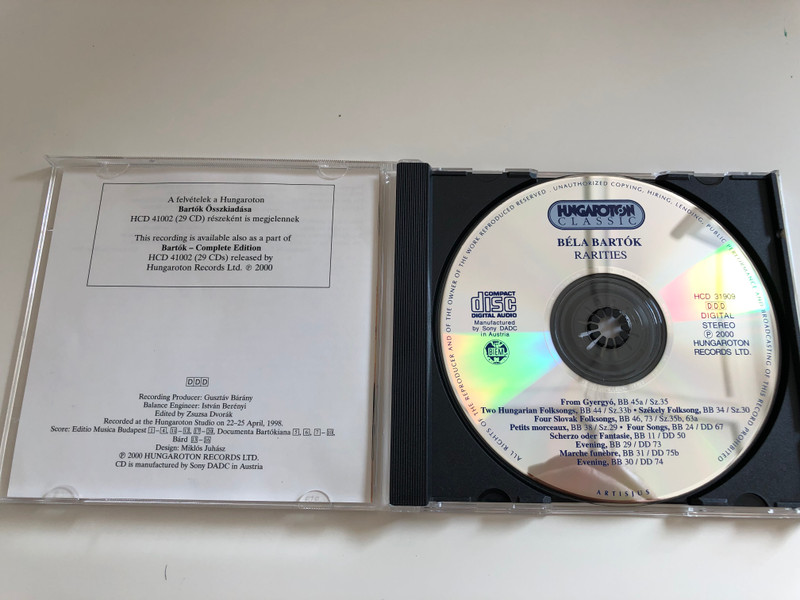 A felvételek a Hungaroton
Bartók Összkiadása
HCD 41002 (29 CD) részeként is megjelennek
This recording is available also as a part of
Bartók – Complete Edition
HCD 41002 (29 CDs) released by
Hungaroton Records Ltd. ℗ 2000
DDD
Recording Producer: Gusztáv Bárány
Balance Engineer: István Berényi
Edited by Zsuzsa Dvorák
Recorded at the Hungaroton Studio on 22–25 April, 1998.
Score: Editio Musica Budapest Documenta Bartókiana
Bárd
Design: Miklós Juhász
℗ 2000 HUNGAROTON RECORDS LTD.
CD is manufactured by Sony DADC in Austria
ALL RIGHTS OF THE REPRODUCER AND OF THE OWNER OF THE WORK REPRODUCED RESERVED · UNAUTHORIZED COPYING, HIRING, LENDING, PUBLIC PERFORMANCE AND BROADCASTING OF THIS RECORD PROHIBITED
HUNGAROTON
CLASSIC
BÉLA BARTÓK
RARITIES
COMPACT
disc
DIGITAL AUDIO
Manufactured
by Sony DADC
in Austria
BIEM
HCD 31909
DDD
DIGITAL
STEREO
℗ 2000
HUNGAROTON
RECORDS LTD.
From Gyergyó, BB 45a / Sz.35
Two Hungarian Folksongs, BB 44 / Sz.33b • Székely Folksong, BB 34 / Sz.30
Four Slovak Folksongs, BB 46, 73 / Sz.35b, 63a
Petits morceaux, BB 38 / Sz.29 • Four Songs, BB 24 / DD 67
Scherzo oder Fantasie, BB 11 / DD 50
Evening, BB 29 / DD 73
Marche funèbre, BB 31 / DD 75b
Evening, BB 30 / DD 74
ARTISJUS